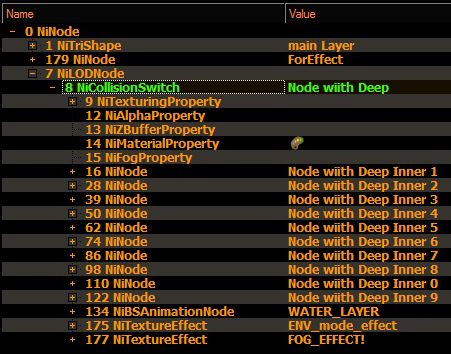 Name Value
0 NiNode
1 NiTriShape main Layer
179 NiNode ForEffect
7 NiLODNode
8 NiCollisionSwitch Node wiith Deep
9 NiTexturingProperty
12 NiAlphaProperty
13 NiZBufferProperty
14 NiMaterialProperty
15 NiFogProperty
16 NiNode Node wiith Deep Inner 1
28 NiNode Node wiith Deep Inner 2
39 NiNode Node wiith Deep Inner 3
50 NiNode Node wiith Deep Inner 4
62 NiNode Node wiith Deep Inner 5
74 NiNode Node wiith Deep Inner 6
86 NiNode Node wiith Deep Inner 7
98 NiNode Node wiith Deep Inner 8
110 NiNode Node wiith Deep Inner 0
122 NiNode Node wiith Deep Inner 9
134 NiBSAnimationNode WATER_LAYER
175 NiTextureEffect ENV_mode_effect
177 NiTextureEffect FOG_EFFECT!